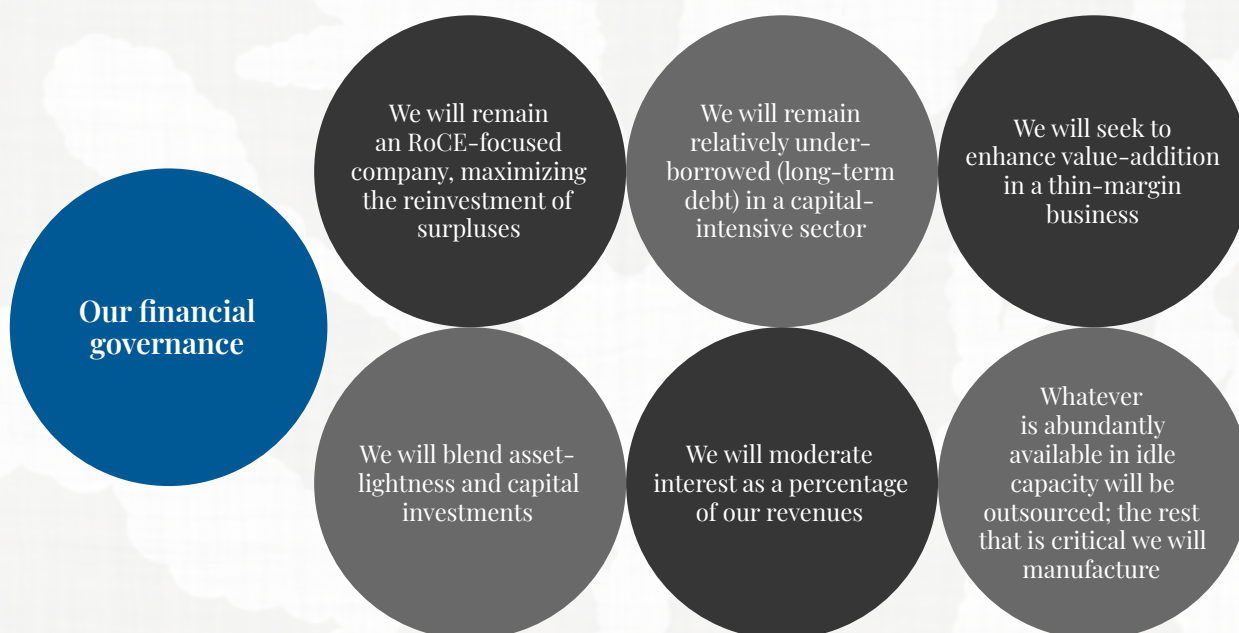 Our financial
governance
We will remain
an RoCE-focused
company, maximizing
the reinvestment of
surpluses
We will remain
relatively under-
borrowed (long-term
debt) in a capital-
intensive sector
We will seek to
enhance value-addition
in a thin-margin
business
We will blend asset-
lightness and capital
investments
We will moderate
interest as a percentage
of our revenues
Whatever
is abundantly
available in idle
capacity will be
outsourced; the rest
that is critical we will
manufacture